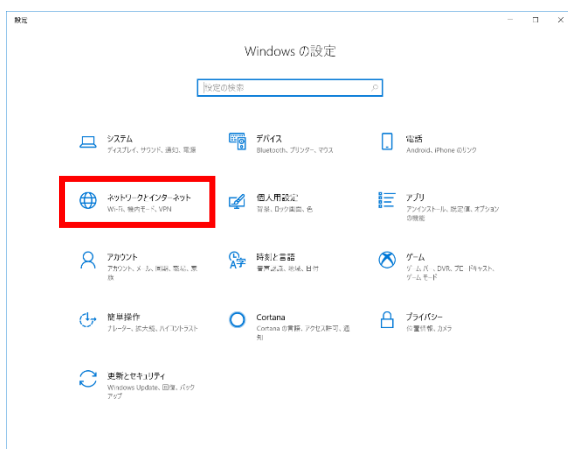 設定
Windows の設定
設定の検索
システム
ディスプレイ、サウンド、通知、電源
デバイス
Bluetooth、プリンター、マウス
電話
Android、iPhone のリンク
ネットワークとインターネット
Wi-Fi、機内モード、VPN
個人用設定
背景、ロック画面、色
アプリ
アンインストール、既定値、オプション
の機能
アカウント
アカウント、メール、同期、職場、家
族
時刻と言語
音声認識、地域、日付
ゲーム
ゲーム バー、DVR、ブロードキャスト、
ゲーム モード
簡単操作
ナレーター、拡大鏡、ハイコントラスト
Cortana
Cortana の言語、アクセス許可、通
知
プライバシー
位置情報、カメラ
更新とセキュリティ
Windows Update、回復、バック
アップ